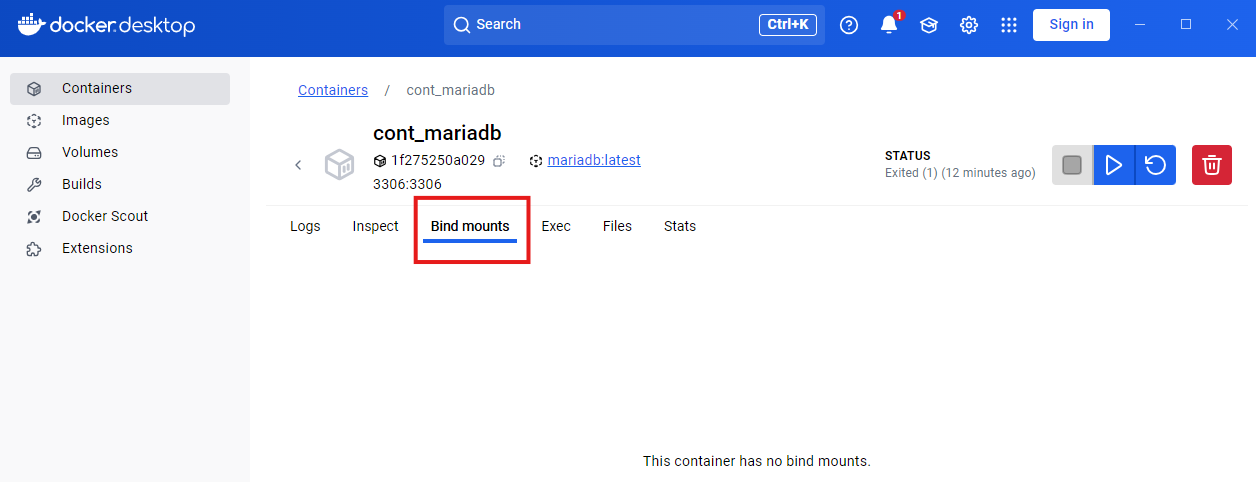 docker.desktop
Search
Ctrl+K
1
Sign in
Containers
Images
Volumes
Builds
Docker Scout
Extensions
Containers / cont_mariadb
cont_mariadb
1f275250a029
mariadb:latest
3306:3306
STATUS
Exited (1) (12 minutes ago)
Logs
Inspect
Bind mounts
Exec
Files
Stats
This container has no bind mounts.